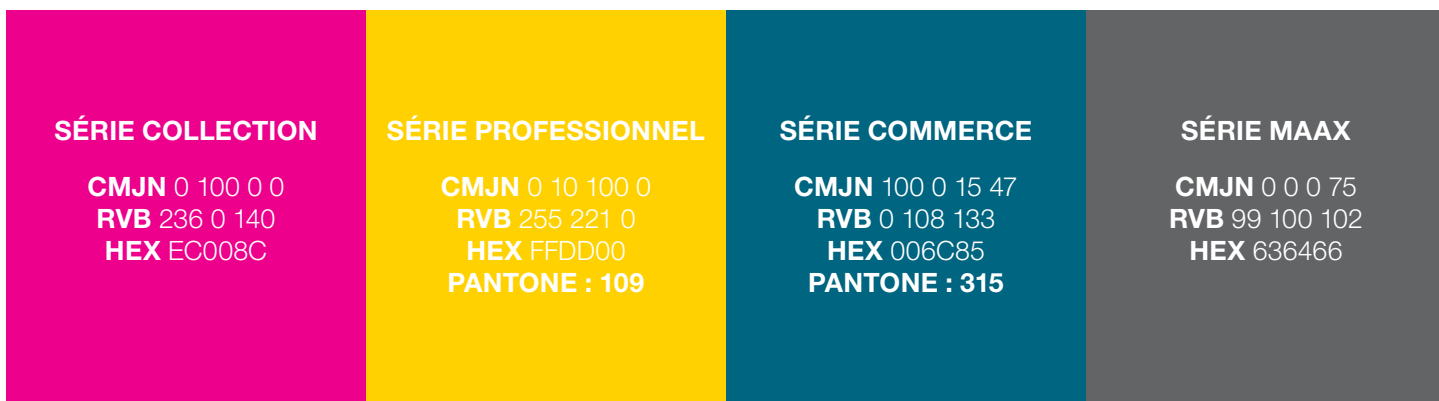 SÉRIE COLLECTION
CMJN 0 100 0 0
RVB 236 0 140
HEX EC008C
SÉRIE PROFESSIONNEL
CMJN 0 10 100 0
RVB 255 221 0
HEX FFDD00
PANTONE : 109
SÉRIE COMMERCE
CMJN 100 0 15 47
RVB 0 108 133
HEX 006C85
PANTONE : 315
SÉRIE MAAX
CMJN 0 0 0 75
RVB 99 100 102
HEX 636466